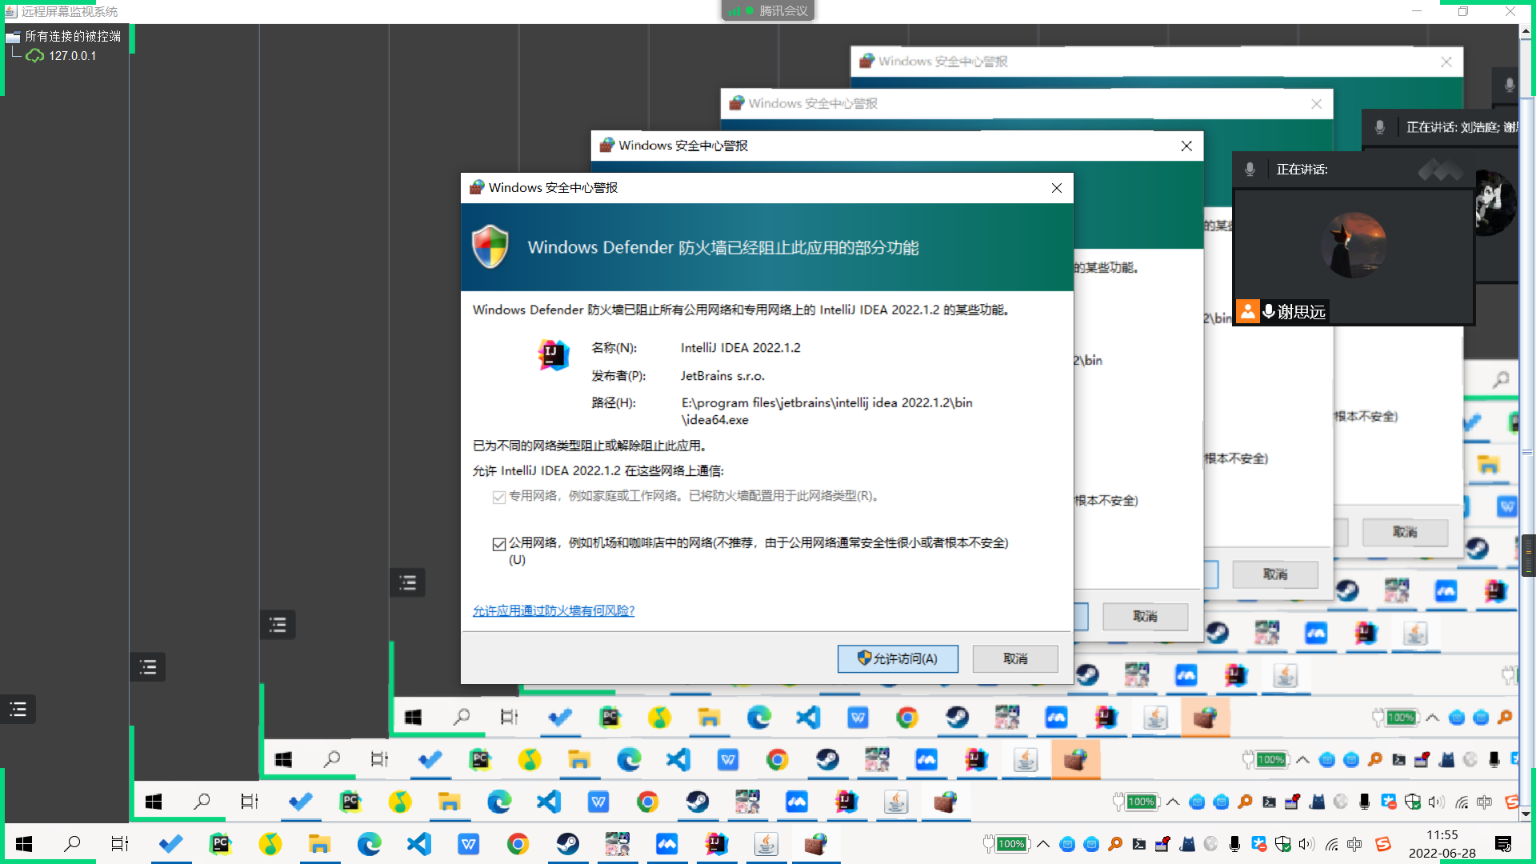 远程屏幕监视系统
腾讯会议
所有连接的被控端
127.0.0.1
Windows 安全中心警报
Windows 安全中心警报
Windows 安全中心警报
Windows 安全中心警报
正在讲话: 刘浩庭; 谢思
正在讲话:
谢思远
Windows Defender 防火墙已经阻止此应用的部分功能
Windows Defender 防火墙已阻止所有公用网络和专用网络上的 IntelliJ IDEA 2022.1.2 的某些功能。
名称(N): IntelliJ IDEA 2022.1.2
发布者(P): JetBrains s.r.o.
路径(H): E:\program files\jetbrains\intellij idea 2022.1.2\bin
\idea64.exe
已为不同的网络类型阻止或解除阻止此应用。
允许 IntelliJ IDEA 2022.1.2 在这些网络上通信:
专用网络，例如家庭或工作网络。已将防火墙配置用于此网络类型(R)。
公用网络，例如机场和咖啡店中的网络(不推荐，由于公用网络通常安全性很小或者根本不安全)
(U)
允许应用通过防火墙有何风险?
允许访问(A)
取消
的某些功能。
2\bin
根本不安全)
取消
的某些
2\bin
根本不安全)
取消
根本不安全)
取消
100%
100%
100%
中
100%
中
11:55
2022-06-28